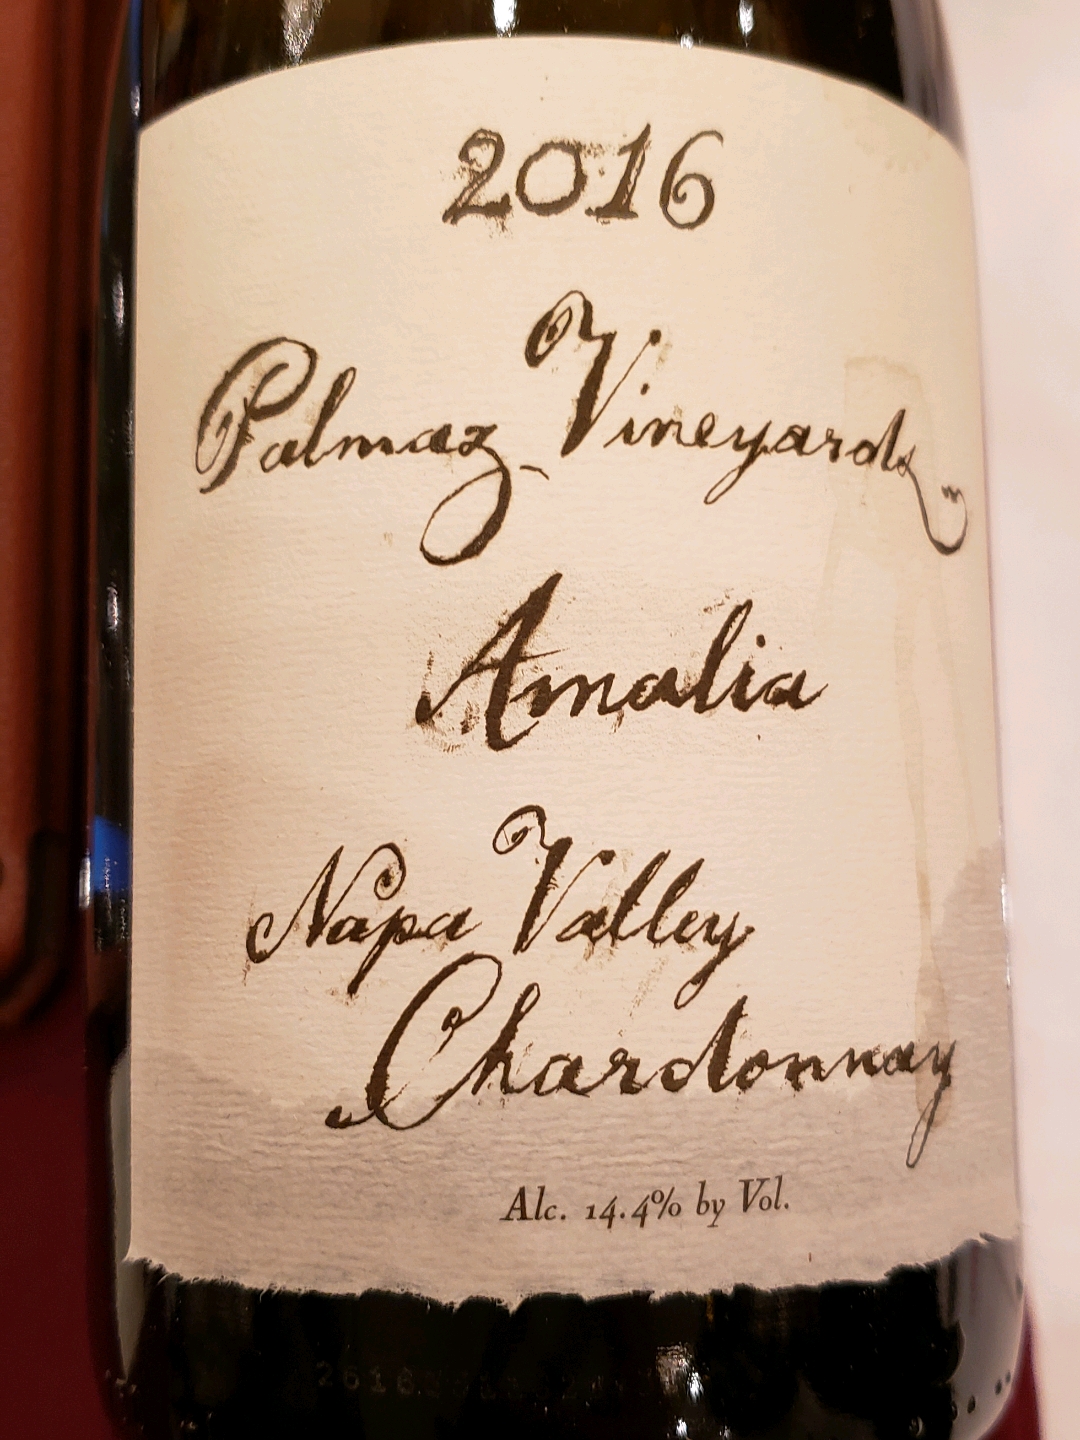 2016
Palmaz Vineyards
Amalia
Napa Valley
Chardonnay
Alc. 14.4% by Vol.